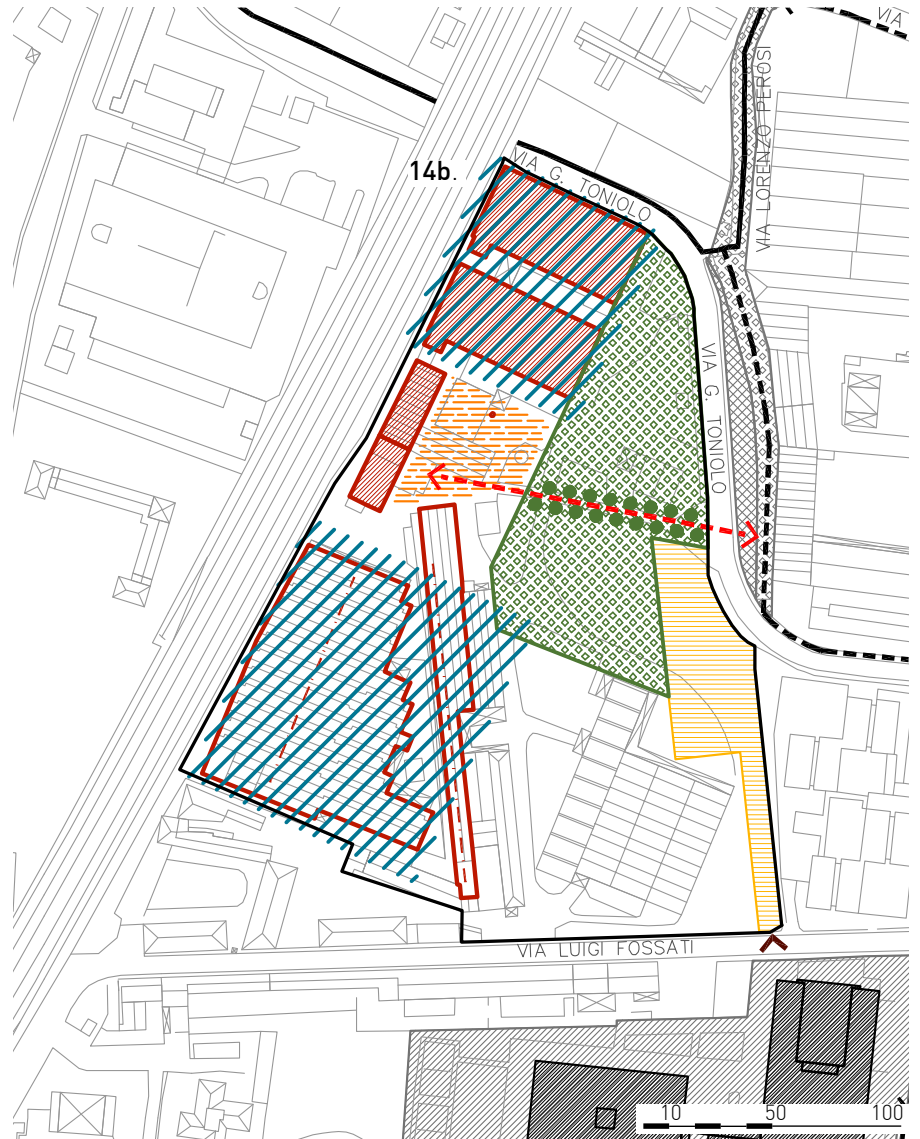 VIA
VIA LORENZO PEROSI
14b.
VIA G. TONIOLO
VIA G. TONIOLO
VIA LUIGI FOSSATI
10 50 100